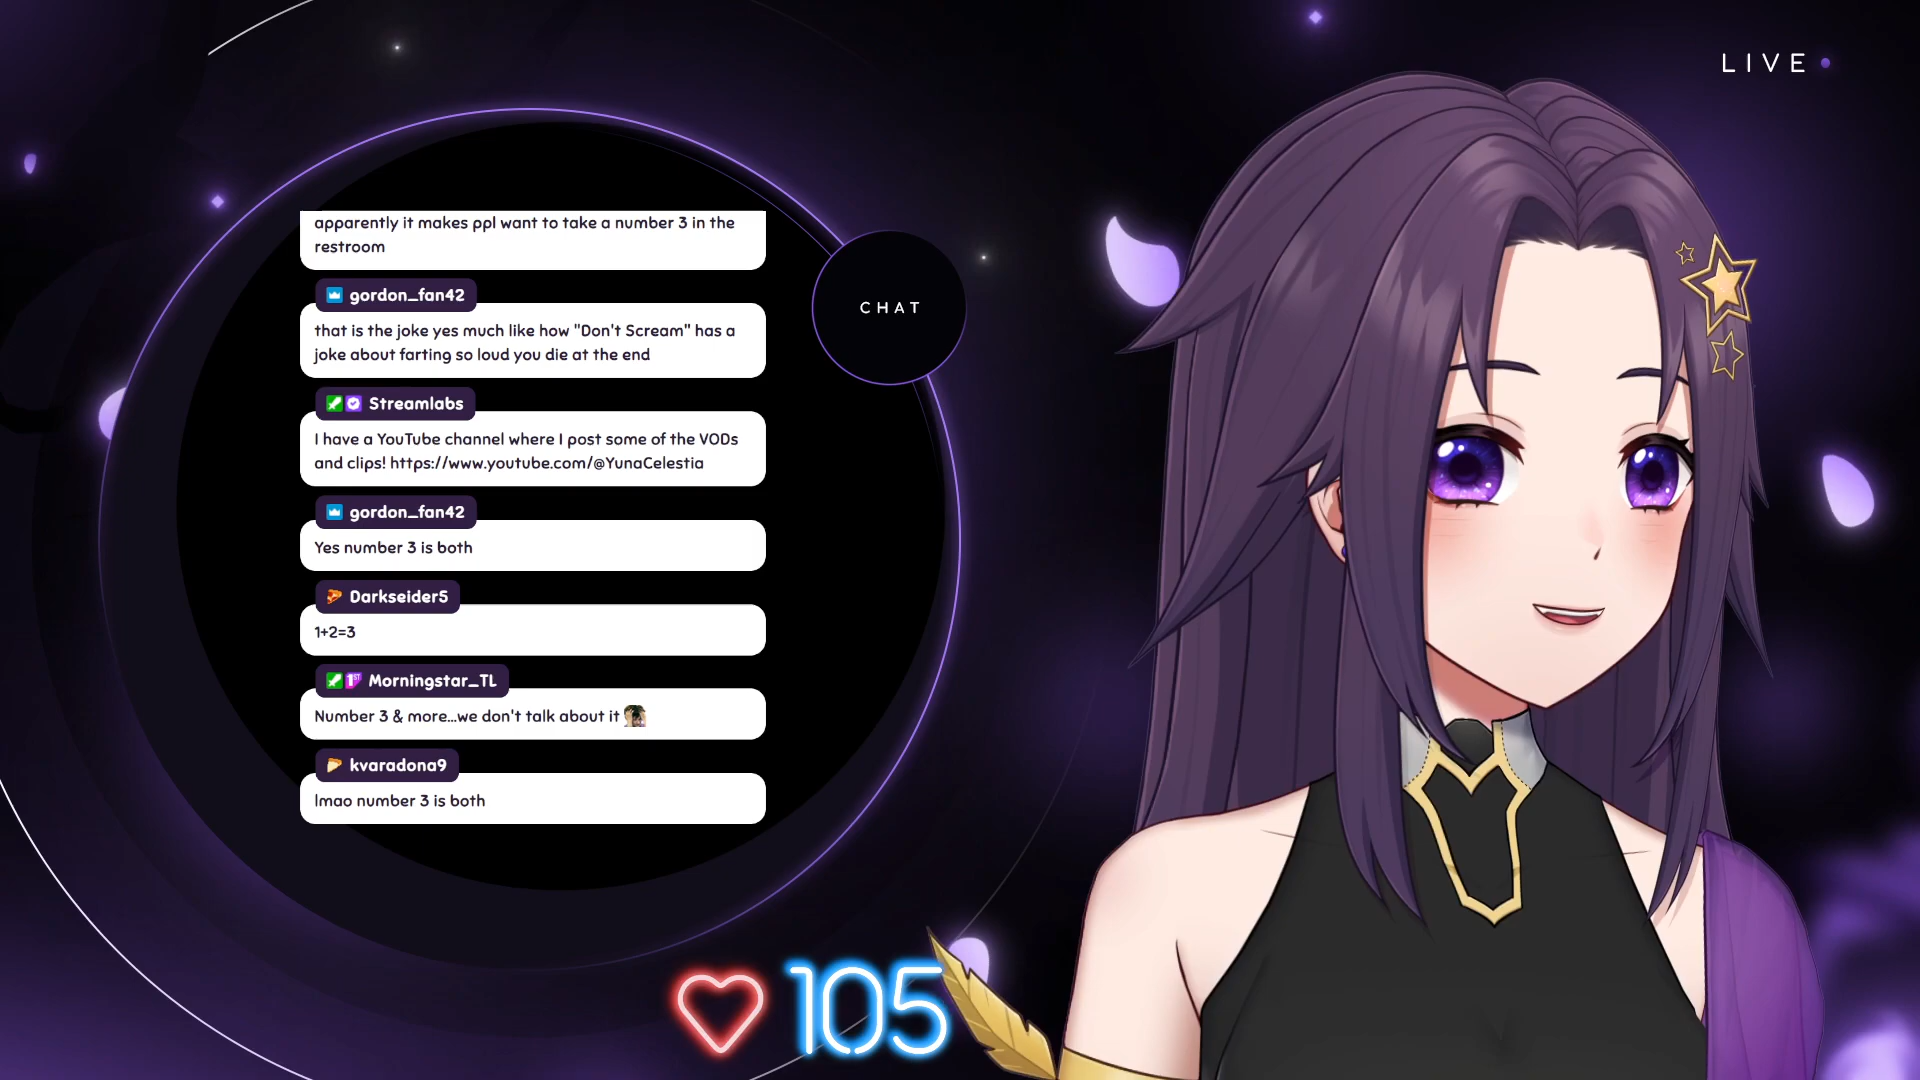 LIVE
apparently it makes ppl want to take a number 3 in the
restroom
gordon_fan42
that is the joke yes much like how "Don't Scream" has a
joke about farting so loud you die at the end
Streamlabs
I have a YouTube channel where I post some of the VODs
and clips! https://www.youtube.com/@YunaCelestia
gordon_fan42
Yes number 3 is both
Darkseider5
1+2=3
1ST Morningstar_TL
Number 3 & more...we don't talk about it
kvaradona9
lmao number 3 is both
CHAT
105